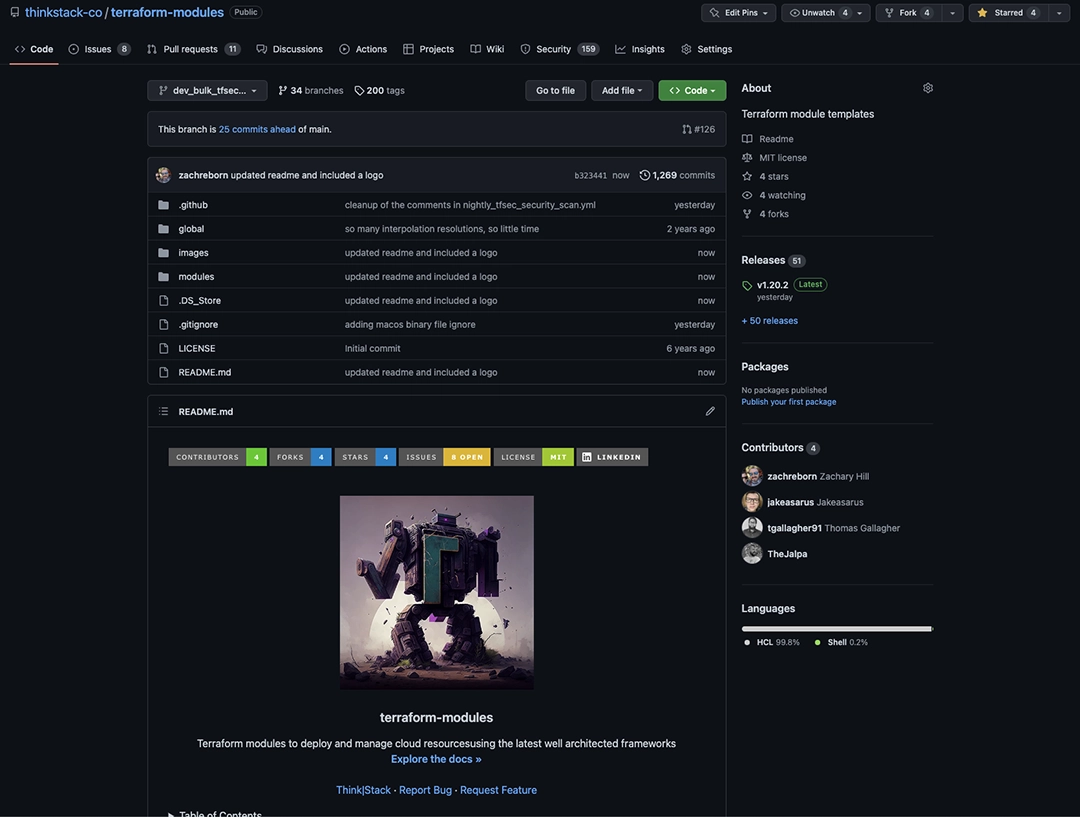 thinkstack-co / terraform-modules Public
Edit Pins Unwatch 4 Fork 4 Starred 4
Code Issues 8 Pull requests 11 Discussions Actions Projects Wiki Security 159 Insights Settings
dev_bulk_tfsec... 34 branches 200 tags Go to file Add file Code
This branch is 25 commits ahead of main. #126
zachreborn updated readme and included a logo b323441 now 1,269 commits
.github cleanup of the comments in nightly_tfsec_security_scan.yml yesterday
global so many interpolation resolutions, so little time 2 years ago
images updated readme and included a logo now
modules updated readme and included a logo now
.DS_Store updated readme and included a logo now
.gitignore adding macos binary file ignore yesterday
LICENSE Initial commit 6 years ago
README.md updated readme and included a logo now
README.md
CONTRIBUTORS 4 FORKS 4 STARS 4 ISSUES 8 OPEN LICENSE MIT LINKEDIN
terraform-modules
Terraform modules to deploy and manage cloud resourcesusing the latest well architected frameworks
Explore the docs »
Think|Stack · Report Bug · Request Feature
Table of Contents
About
Terraform module templates
Readme
MIT license
4 stars
4 watching
4 forks
Releases 51
v1.20.2 Latest
yesterday
+ 50 releases
Packages
No packages published
Publish your first package
Contributors 4
zachreborn Zachary Hill
jakeasarus Jakeasarus
tgallagher91 Thomas Gallagher
TheJalpa
Languages
HCL 99.8% Shell 0.2%